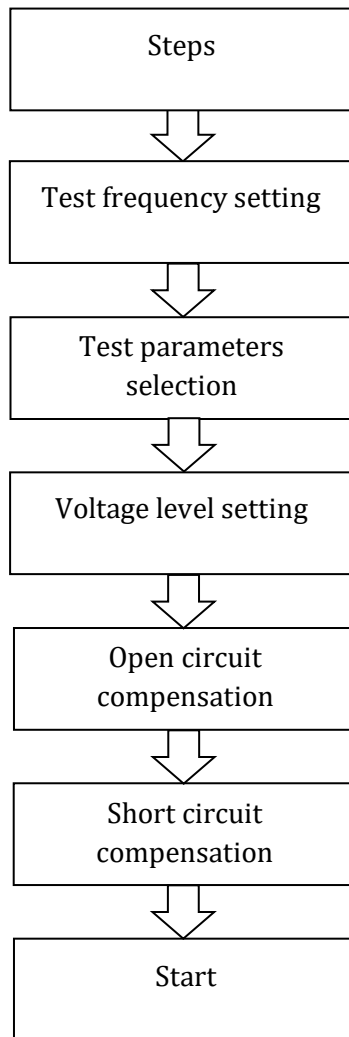 Steps
Test frequency setting
Test parameters
selection
Voltage level setting
Open circuit
compensation
Short circuit
compensation
Start